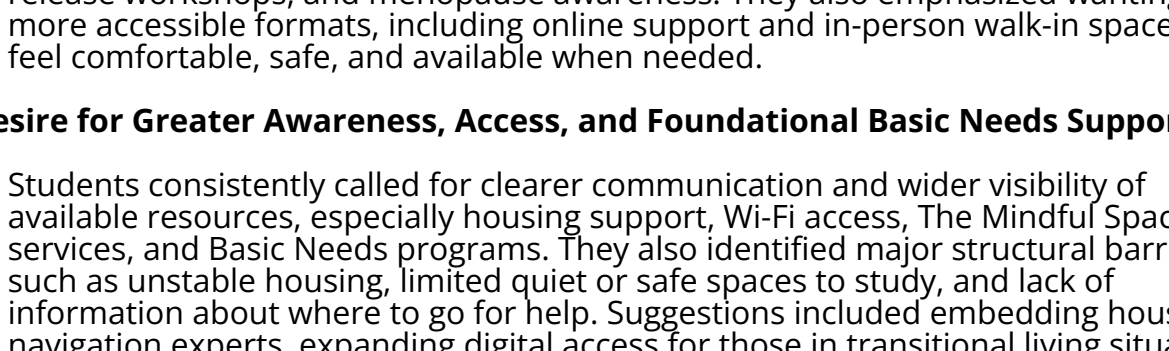 release workshops, and menopause awareness. They also emphasized wanting
more accessible formats, including online support and in-person walk-in space
feel comfortable, safe, and available when needed.
esire for Greater Awareness, Access, and Foundational Basic Needs Suppor
Students consistently called for clearer communication and wider visibility of
available resources, especially housing support, Wi-Fi access, The Mindful Spac
services, and Basic Needs programs. They also identified major structural barr
such as unstable housing, limited quiet or safe spaces to study, and lack of
information about where to go for help. Suggestions included embedding hous
navigation experts, expanding digital access for those in transitional living situa